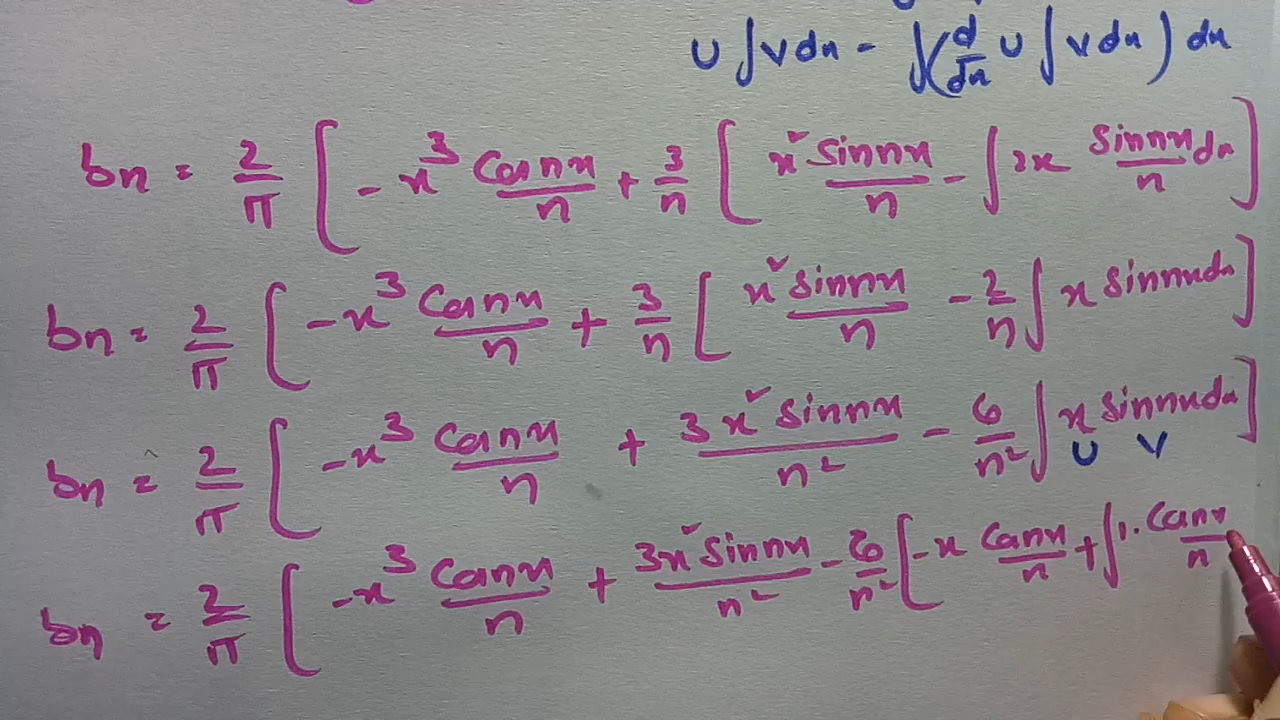 U ∫ V dx - ∫ (d/dx U ∫ V dx) dx
bn = 2/π [ - x³ cos nx/n + 3/n [ x² sin nx/n - ∫ 2x sin nx/n dx ]
bn = 2/π [ -x³ cos nx/n + 3/n [ x² sin nx/n - 2/n ∫ x sin nx dx ]
bn = 2/π [ -x³ cos nx/n + 3x² sin nx/n² - 6/n² ∫ x sin nx dx ]
U V
bn = 2/π [ -x³ cos nx/n + 3x² sin nx/n² - 6/n² [ -x cos nx/n + ∫ 1. cos nx/n